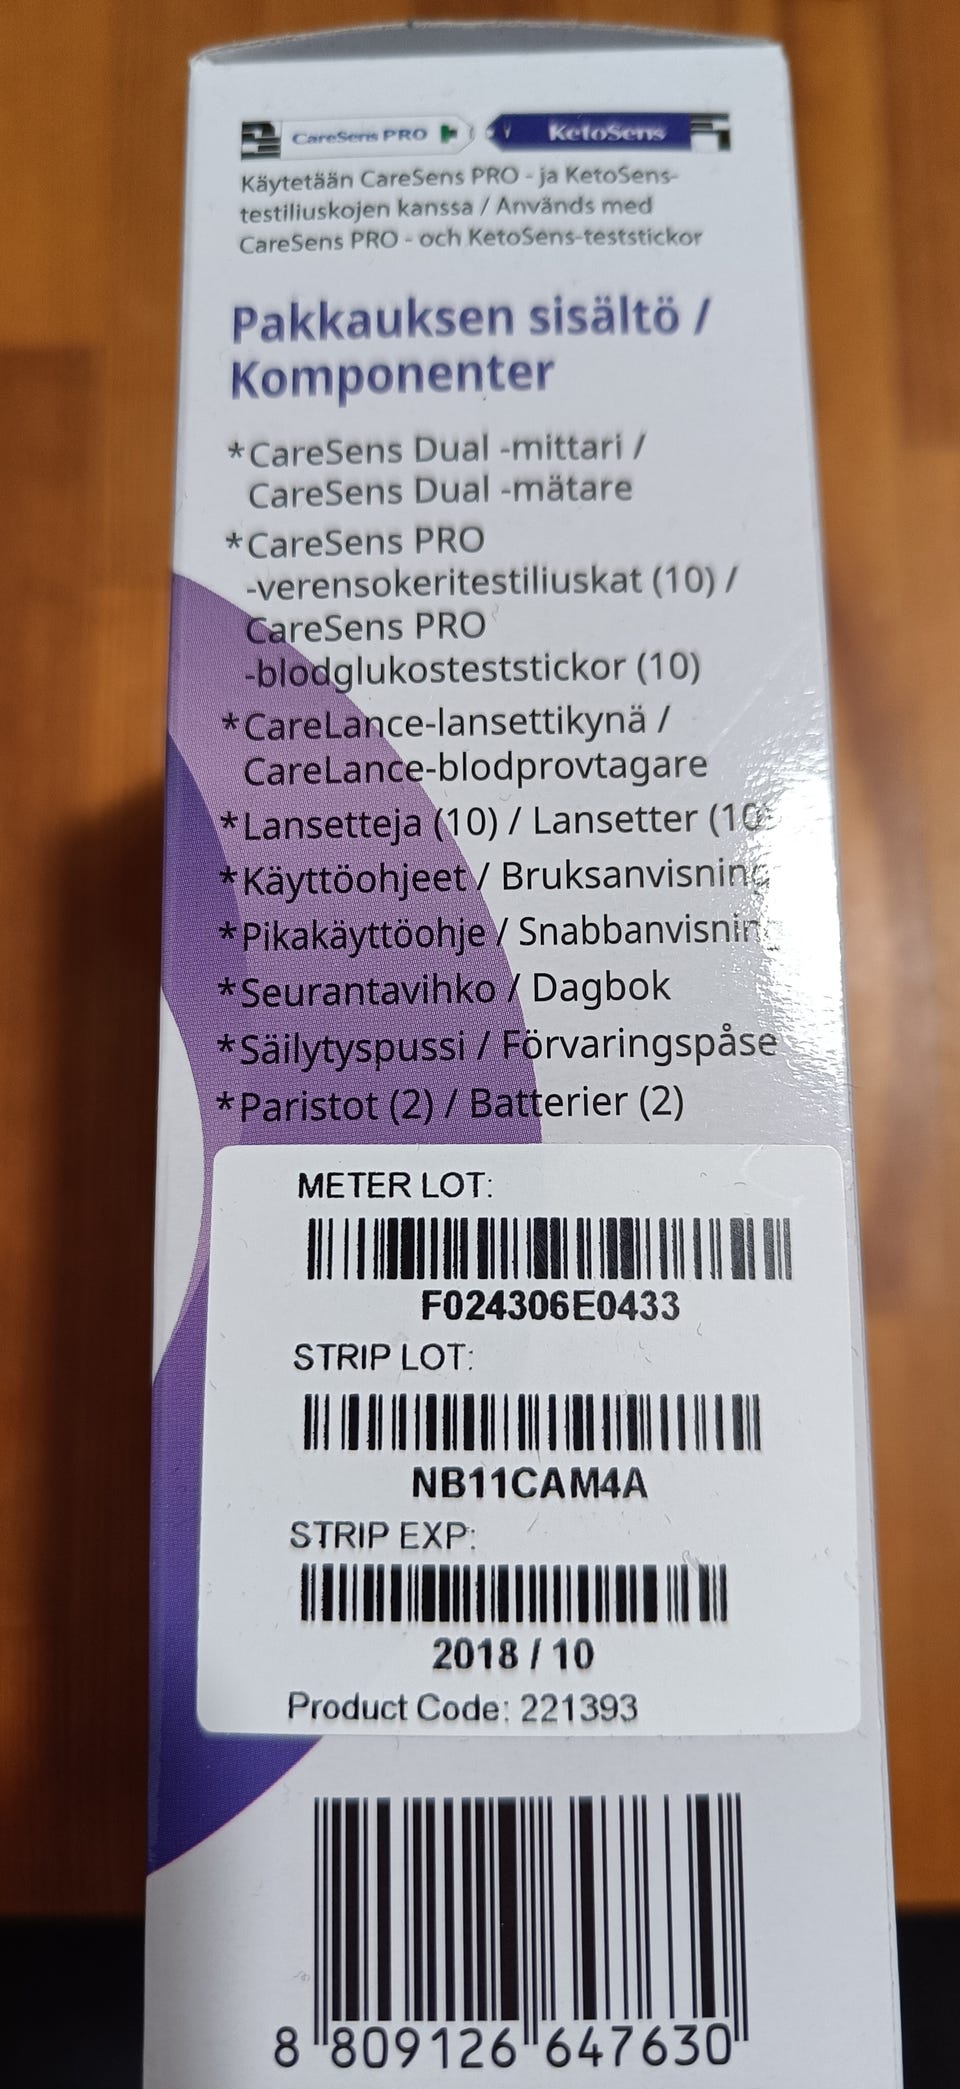 CareSens PRO
KetoSens
Käytetään CareSens PRO - ja KetoSens-
testiliuskojen kanssa / Används med
CareSens PRO - och KetoSens-teststickor
Pakkauksen sisältö /
Komponenter
*CareSens Dual -mittari /
CareSens Dual -mätare
*CareSens PRO
-verensokeritestiliuskat (10) /
CareSens PRO
-blodglukosteststickor (10)
*CareLance-lansettikynä /
CareLance-blodprovtagare
*Lansetteja (10) / Lansetter (10)
*Käyttöohjeet / Bruksanvisning
*Pikakäyttöohje / Snabbanvisning
*Seurantavihko / Dagbok
*Säilytyspussi / Förvaringspåse
*Paristot (2) / Batterier (2)
METER LOT:
F024306E0433
STRIP LOT:
NB11CAM4A
STRIP EXP:
2018 / 10
Product Code: 221393
8 809126 647630